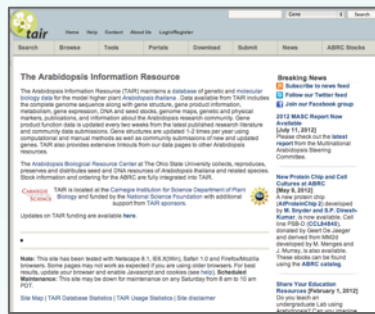 Gene
Search
tair
Home Help Contact About Us Login/Register
Search Browse Tools Portals Download Submit News ABRC Stocks
The Arabidopsis Information Resource
The Arabidopsis Information Resource (TAIR) maintains a database of genetic and molecular
biology data for the model higher plant Arabidopsis thaliana. Data available from TAIR includes
the complete genome sequence along with gene structure, gene product information,
metabolism, gene expression, DNA and seed stocks, genome maps, genetic and physical
markers, publications, and information about the Arabidopsis research community. Gene
product function data is updated every two weeks from the latest published research literature
and community data submissions. Gene structures are updated 1-2 times per year using
computational and manual methods as well as community submissions of new and updated
genes. TAIR also provides extensive linkouts from our data pages to other Arabidopsis
resources.
The Arabidopsis Biological Resource Center at The Ohio State University collects, reproduces,
preserves and distributes seed and DNA resources of Arabidopsis thaliana and related species.
Stock information and ordering for the ABRC are fully integrated into TAIR.
CARNEGIE
SCIENCE
TAIR is located at the Carnegie Institution for Science Department of Plant
Biology and funded by the National Science Foundation with additional
support from TAIR sponsors.
Updates on TAIR funding are available here.
Note: This site has been tested with Netscape 8.1, IE6.X(Win), Safari 1.0 and Firefox/Mozilla
browsers. Some pages may not work as expected if you are using older browsers. For best
results, update your browser and enable Javascript and cookies (see help). Scheduled
Maintenance: This site may be down for maintenance on any Saturday from 8 am to 10 am
PDT.
Site Map | TAIR Database Statistics | TAIR Usage Statistics | Site disclaimer
Breaking News
Subscribe to news feed
Follow our Twitter feed
Join our Facebook group
2012 MASC Report Now
Available
[July 11, 2012]
Please check out the latest
report from the Multinational
Arabidopsis Steering
Committee.
New Protein Chip and Cell
Cultures at ABRC
[May 9, 2012]
A new protein chip
(AtProteinChip 2) developed
by M. Snyder and S.P. Dinesh-
Kumar, is now available. Cell
line PSB-D (CCL84840),
donated by Geert De Jaeger
and derived from MM2d
developed by M. Menges and
J. Murray, is also available.
These stocks can be found
using the ABRC catalog.
Share Your Education
Resources [February 1, 2012]
Do you teach an
undergraduate Lab using